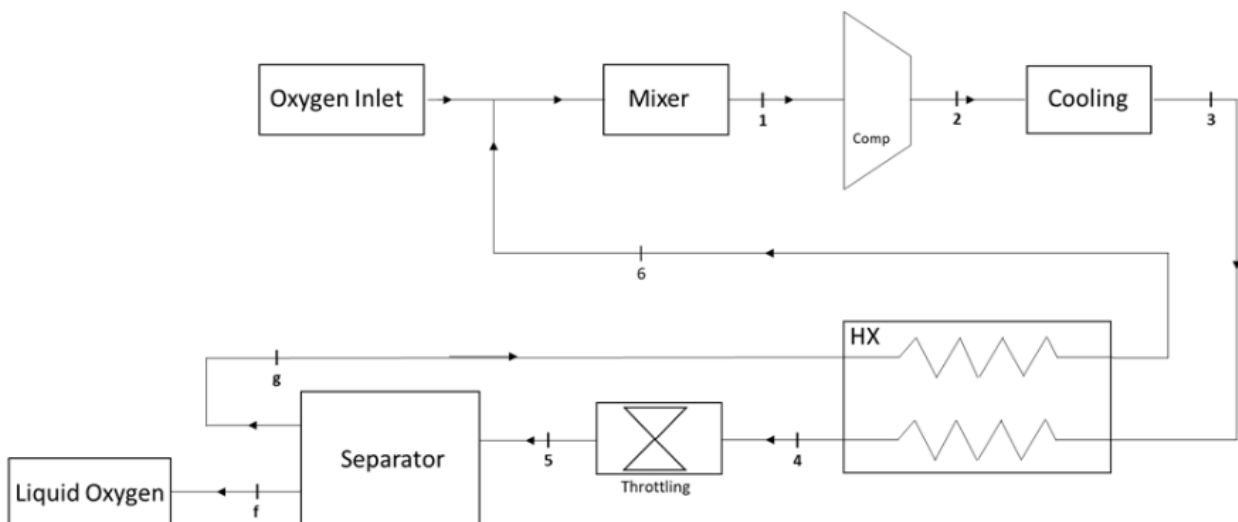 Oxygen Inlet
Mixer
1
Comp
2
Cooling
3
6
HX
g
Separator
5
Throttling
4
Liquid Oxygen
f